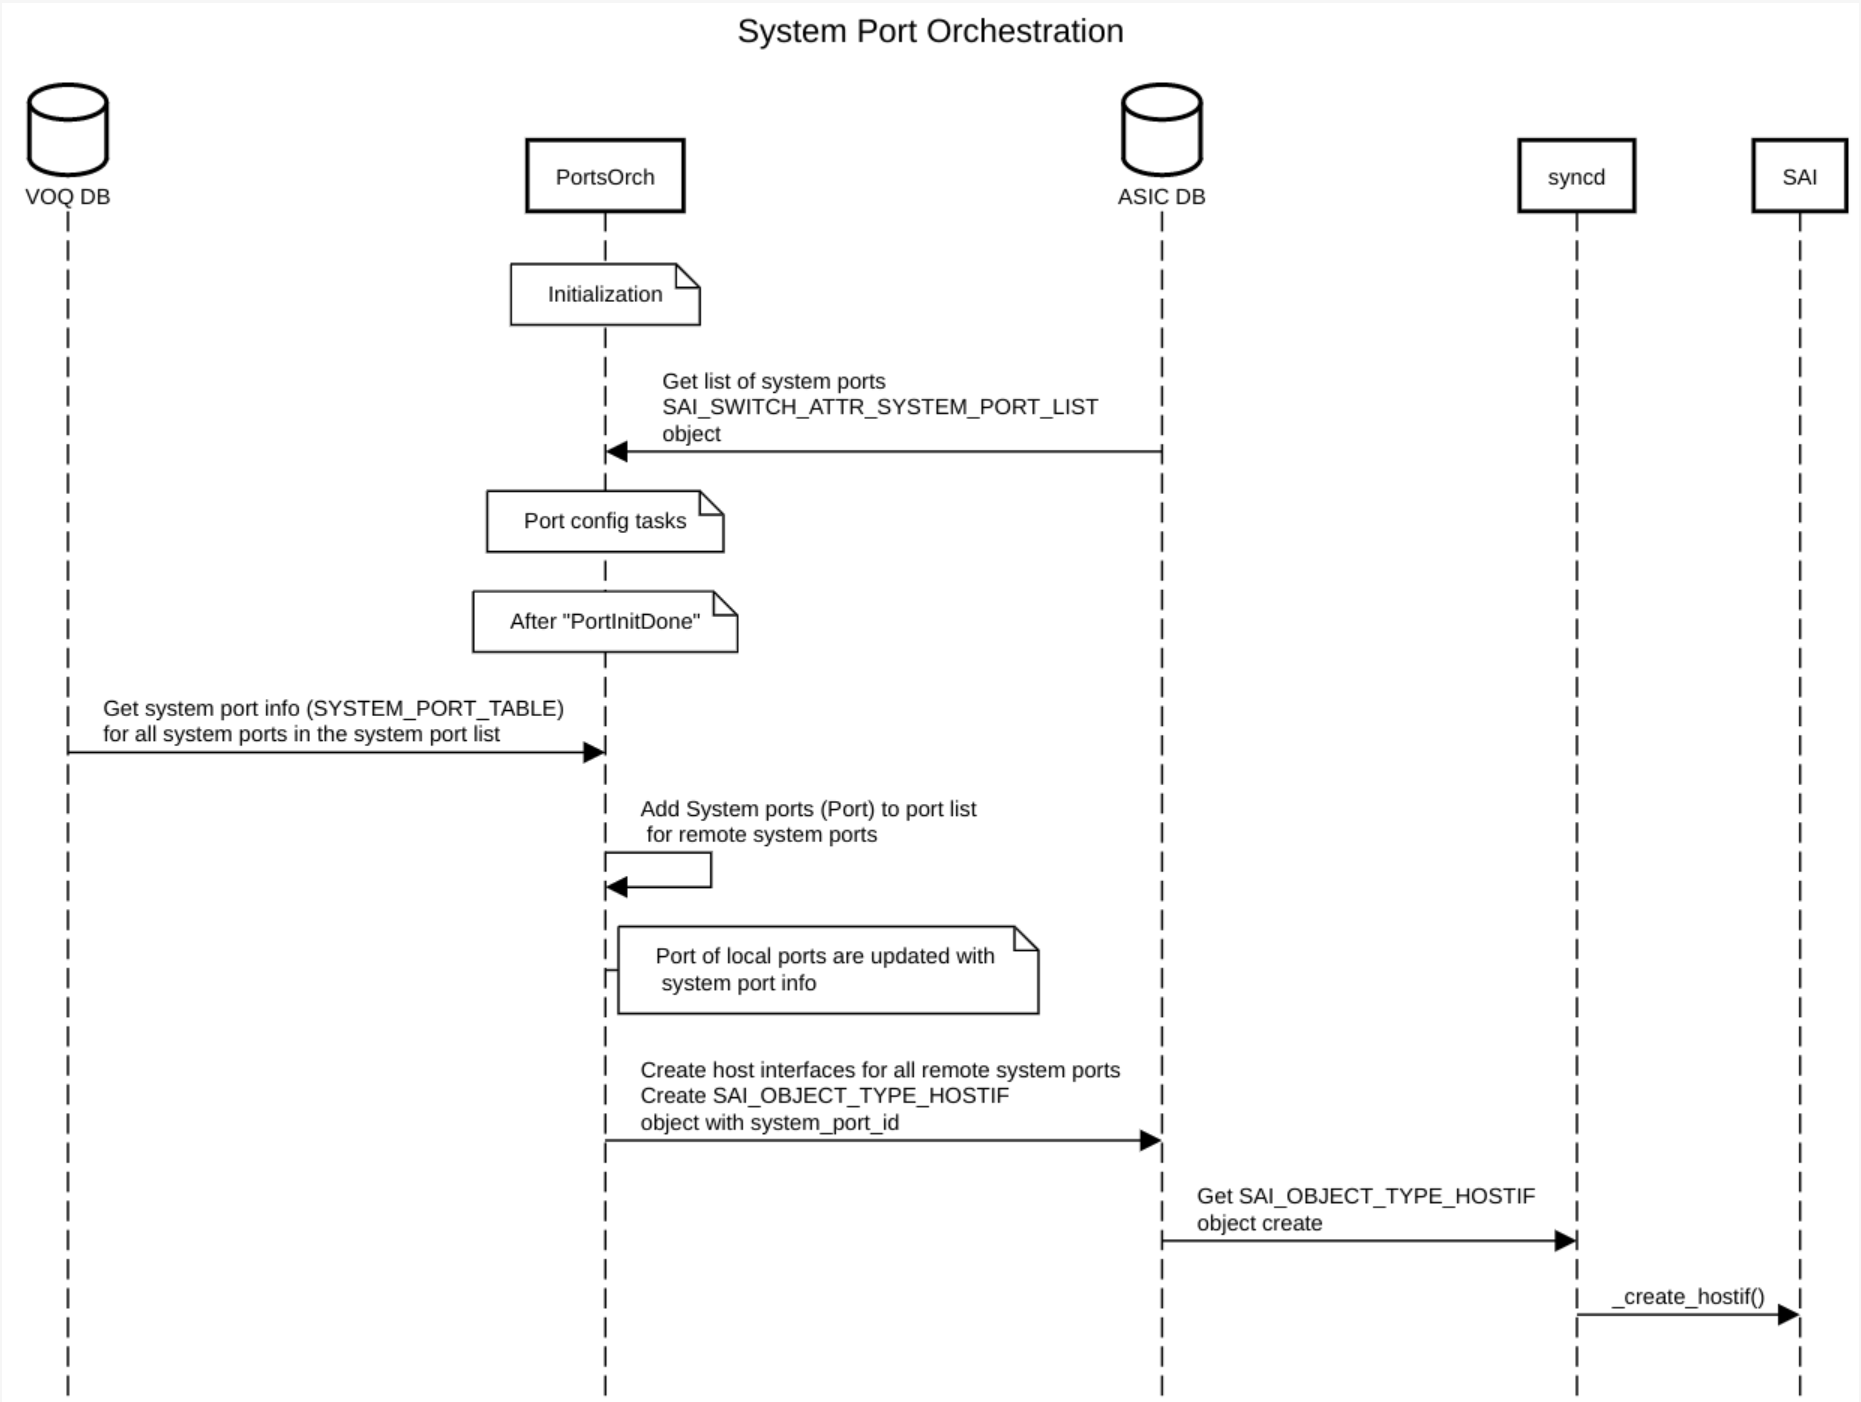 System Port Orchestration
VOQ DB
PortsOrch
ASIC DB
syncd
SAI
Initialization
Get list of system ports
SAI_SWITCH_ATTR_SYSTEM_PORT_LIST
object
Port config tasks
After "PortInitDone"
Get system port info (SYSTEM_PORT_TABLE)
for all system ports in the system port list
Add System ports (Port) to port list
for remote system ports
Port of local ports are updated with
system port info
Create host interfaces for all remote system ports
Create SAI_OBJECT_TYPE_HOSTIF
object with system_port_id
Get SAI_OBJECT_TYPE_HOSTIF
object create
_create_hostif()